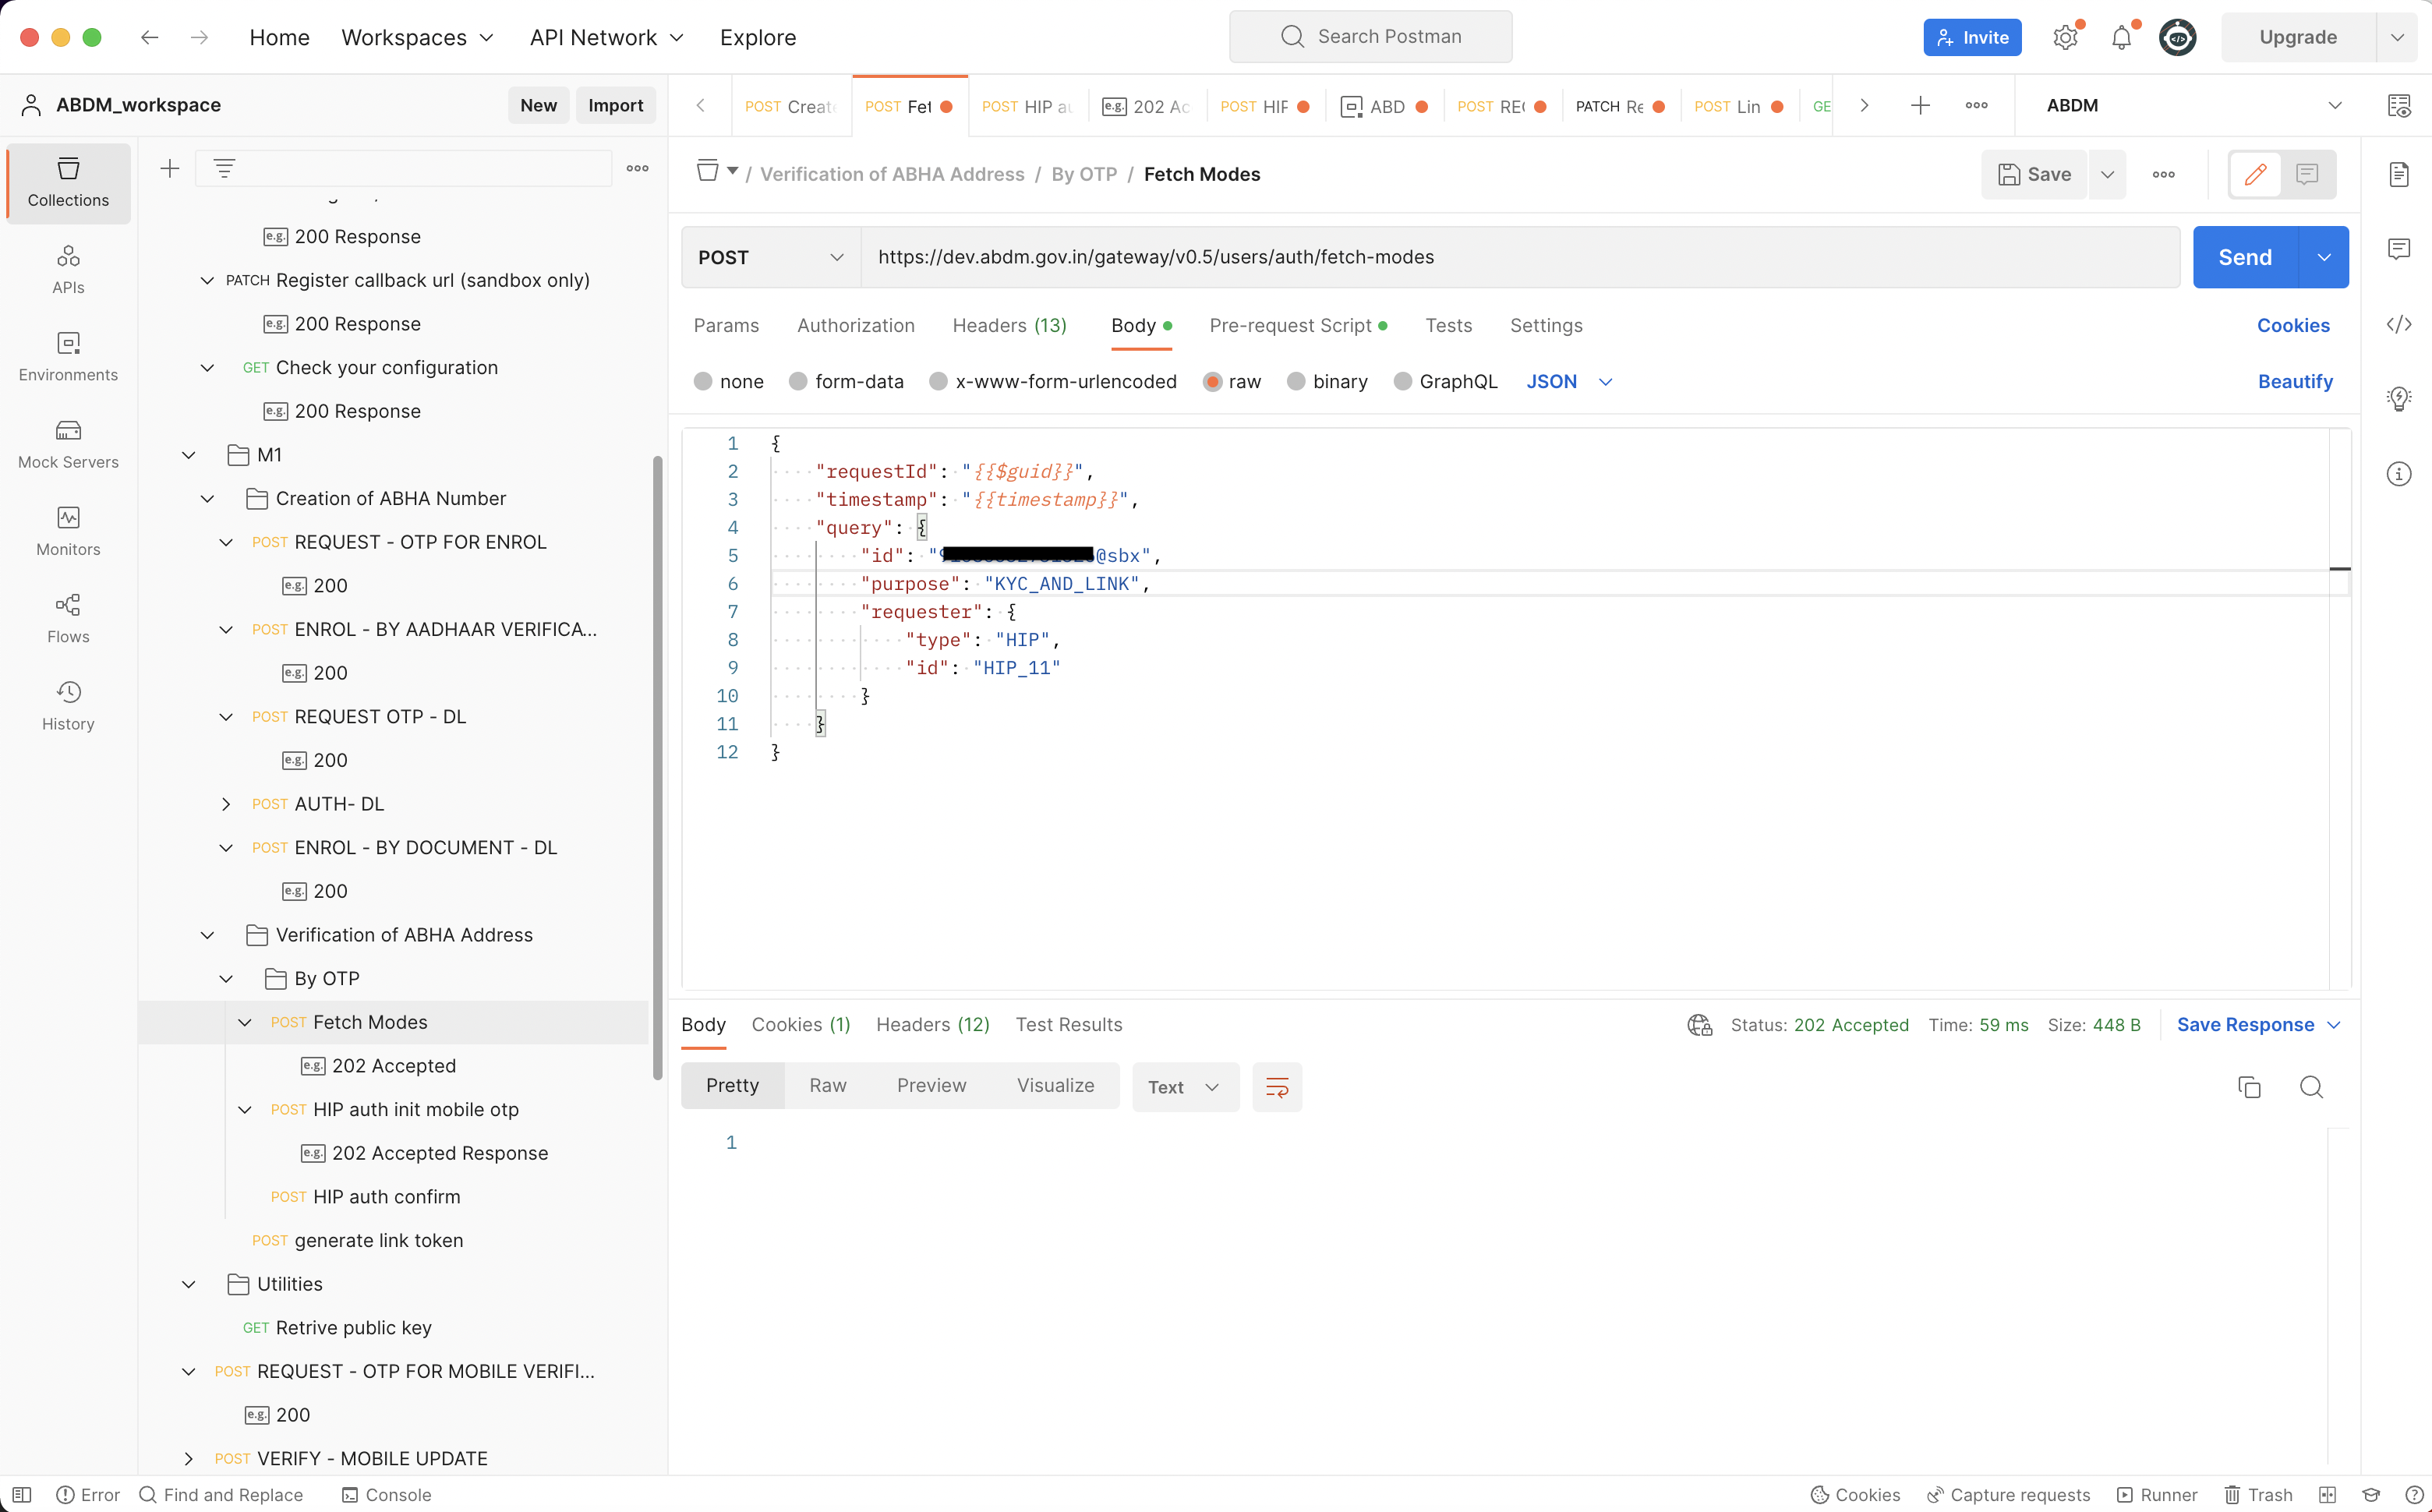 Home Workspaces API Network Explore Search Postman Invite Upgrade
ABDM_workspace New Import
POST Create POST Fet POST HIP au e.g. 202 Ac POST HIP ABD POST REC PATCH Re POST Lin GE ABDM
/ Verification of ABHA Address / By OTP / Fetch Modes Save
Collections
APIs
Environments
Mock Servers
Monitors
Flows
History
e.g. 200 Response
PATCH Register callback url (sandbox only)
e.g. 200 Response
GET Check your configuration
e.g. 200 Response
M1
Creation of ABHA Number
POST REQUEST - OTP FOR ENROL
e.g. 200
POST ENROL - BY AADHAAR VERIFICA...
e.g. 200
POST REQUEST OTP - DL
e.g. 200
POST AUTH- DL
POST ENROL - BY DOCUMENT - DL
e.g. 200
Verification of ABHA Address
By OTP
POST Fetch Modes
e.g. 202 Accepted
POST HIP auth init mobile otp
e.g. 202 Accepted Response
POST HIP auth confirm
POST generate link token
Utilities
GET Retrive public key
POST REQUEST - OTP FOR MOBILE VERIFI...
e.g. 200
POST VERIFY - MOBILE UPDATE
POST https://dev.abdm.gov.in/gateway/v0.5/users/auth/fetch-modes Send
Params Authorization Headers (13) Body Pre-request Script Tests Settings Cookies
none form-data x-www-form-urlencoded raw binary GraphQL JSON Beautify
1 {
2 "requestId": "{{$guid}}",
3 "timestamp": "{{timestamp}}",
4 "query": {
5 "id": "@sbx",
6 "purpose": "KYC_AND_LINK",
7 "requester": {
8 "type": "HIP",
9 "id": "HIP_11"
10 }
11 }
12 }
Body Cookies (1) Headers (12) Test Results Status: 202 Accepted Time: 59 ms Size: 448 B Save Response
Pretty Raw Preview Visualize Text
1
Error Find and Replace Console Cookies Capture requests Runner Trash